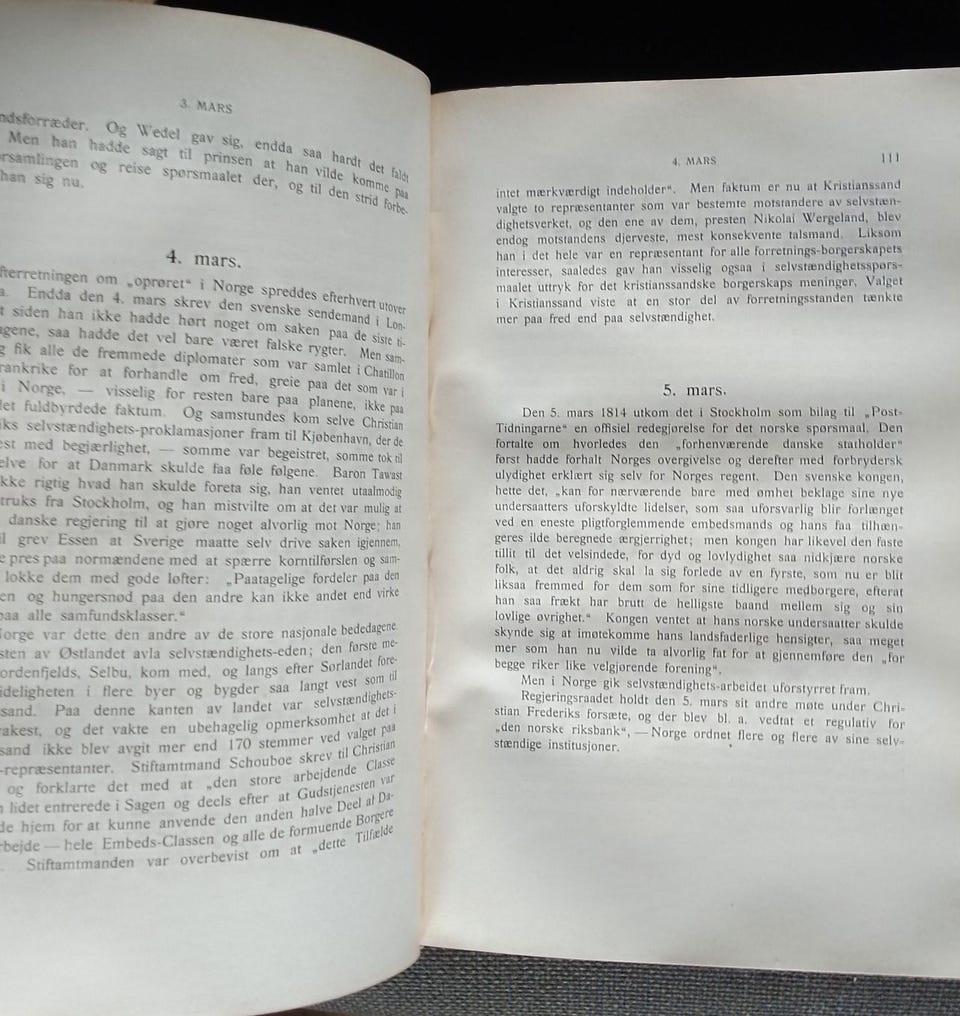 3. MARS
ndsforræder. Og Wedel gav sig, endda saa hardt det faldt
Men han hadde sagt til prinsen at han vilde komme paa
rsamlingen og reise spørsmaalet der, og til den strid forbe-
han sig nu.
4. mars.
fterretningen om „oprøret“ i Norge spreddes efterhvert utover
a. Endda den 4. mars skrev den svenske sendemand i Lon-
t siden han ikke hadde hørt noget om saken paa de siste ti-
gene, saa hadde det vel bare været falske rygter. Men sam-
g fik alle de fremmede diplomater som var samlet i Chatillon
rankrike for at forhandle om fred, greie paa det som var i
i Norge, — visselig for resten bare paa planene, ikke paa
let fuldbyrdede faktum. Og samstundes kom selve Christian
iks selvstændighets-proklamasjoner fram til Kjøbenhavn, der de
est med begjærlighet, — somme var begeistret, somme tok til
elve for at Danmark skulde faa føle følgene. Baron Tawast
kke rigtig hvad han skulde foreta sig, han ventet utaalmodig
truks fra Stockholm, og han mistvilte om at det var mulig at
danske regjering til at gjøre noget alvorlig mot Norge; han
il grev Essen at Sverige maatte selv drive saken igjennem,
e pres paa normændene med at spærre korntilførslen og sam-
lokke dem med gode løfter: „Paatagelige fordeler paa den
en og hungersnød paa den andre kan ikke andet end virke
paa alle samfundsklasser.“
Norge var dette den andre av de store nasjonale bededagene.
sten av Østlandet avla selvstændighets-eden; den første me-
ordenfjelds, Selbu, kom med, og langs efter Sørlandet fore-
ideligheten i flere byer og bygder saa langt vest som til
sand. Paa denne kanten av landet var selvstændighets-
akest, og det vakte en ubehagelig opmerksomhet at det i
sand ikke blev avgit mer end 170 stemmer ved valget paa
-repræsentanter. Stiftamtmand Schouboe skrev til Christian
og forklarte det med at „den store arbejdende Classe
n lidet entrerede i Sagen og deels efter at Gudstjenesten var
de hjem for at kunne anvende den anden halve Deel af Da-
rbejde — hele Embeds-Classen og alle de formuende Borgere
Stiftamtmanden var overbevist om at „dette Tilfælde
4. MARS
111
intet mærkværdigt indeholder“. Men faktum er nu at Kristianssand
valgte to repræsentanter som var bestemte motstandere av selvstæn-
dighetsverket, og den ene av dem, presten Nikolai Wergeland, blev
endog motstandens djerveste, mest konsekvente talsmand. Liksom
han i det hele var en repræsentant for alle forretnings-borgerskapets
interesser, saaledes gav han visselig ogsaa i selvstændighetsspørs-
maalet uttryk for det kristianssandske borgerskaps meninger. Valget
i Kristianssand viste at en stor del av forretningsstanden tænkte
mer paa fred end paa selvstændighet.
5. mars.
Den 5. mars 1814 utkom det i Stockholm som bilag til „Post-
Tidningarne“ en offisiel redegjørelse for det norske spørsmaal. Den
fortalte om hvorledes den „forhenværende danske statholder“
først hadde forhalt Norges overgivelse og derefter med forbrydersk
ulydighet erklært sig selv for Norges regent. Den svenske kongen,
hette det, „kan for nærværende bare med ømhet beklage sine nye
undersaatters uforskyldte lidelser, som saa uforsvarlig blir forlænget
ved en eneste pligtforglemmende embedsmands og hans faa tilhæn-
geres ilde beregnede ærgjerrighet; men kongen har likevel den faste
tillit til det velsindede, for dyd og lovlydighet saa nidkjære norske
folk, at det aldrig skal la sig forlede av en fyrste, som nu er blit
liksaa fremmed for dem som for sine tidligere medborgere, efterat
han saa frækt har brutt de helligste baand mellem sig og sin
lovlige øvrighet.“ Kongen ventet at hans norske undersaatter skulde
skynde sig at imøtekomme hans landsfaderlige hensigter, saa meget
mer som han nu vilde ta alvorlig fat for at gjennemføre den „for
begge riker like velgjørende forening“.
Men i Norge gik selvstændighets-arbeidet uforstyrret fram.
Regjeringsraadet holdt den 5. mars sit andre møte under Chri-
stian Frederiks forsæte, og der blev bl. a. vedtat et regulativ for
„den norske riksbank“, — Norge ordnet flere og flere av sine selv-
stændige institusjoner.